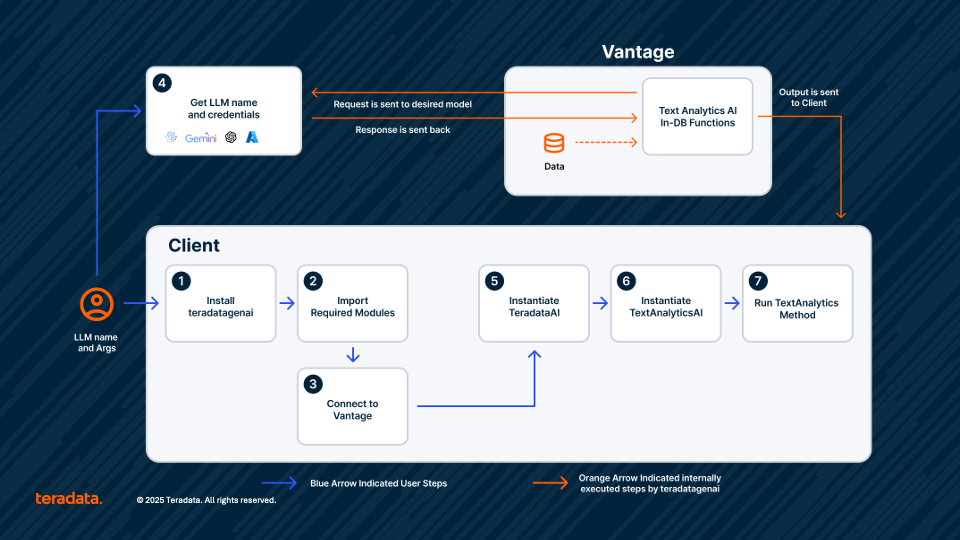 Vantage
4
Get LLM name
and credentials
Gemini
Request is sent to desired model
Response is sent back
Text Analytics AI
In-DB Functions
Data
Output is sent
to Client
Client
1
Install
teradatagenai
2
Import
Required Modules
5
Instantiate
TeradataAI
6
Instantiate
TextAnalyticsAI
7
Run TextAnalytics
Method
LLM name
and Args
3
Connect to
Vantage
Blue Arrow Indicated User Steps
Orange Arrow Indicated internally
executed steps by teradatagenai
teradata.
© 2025 Teradata. All rights reserved.